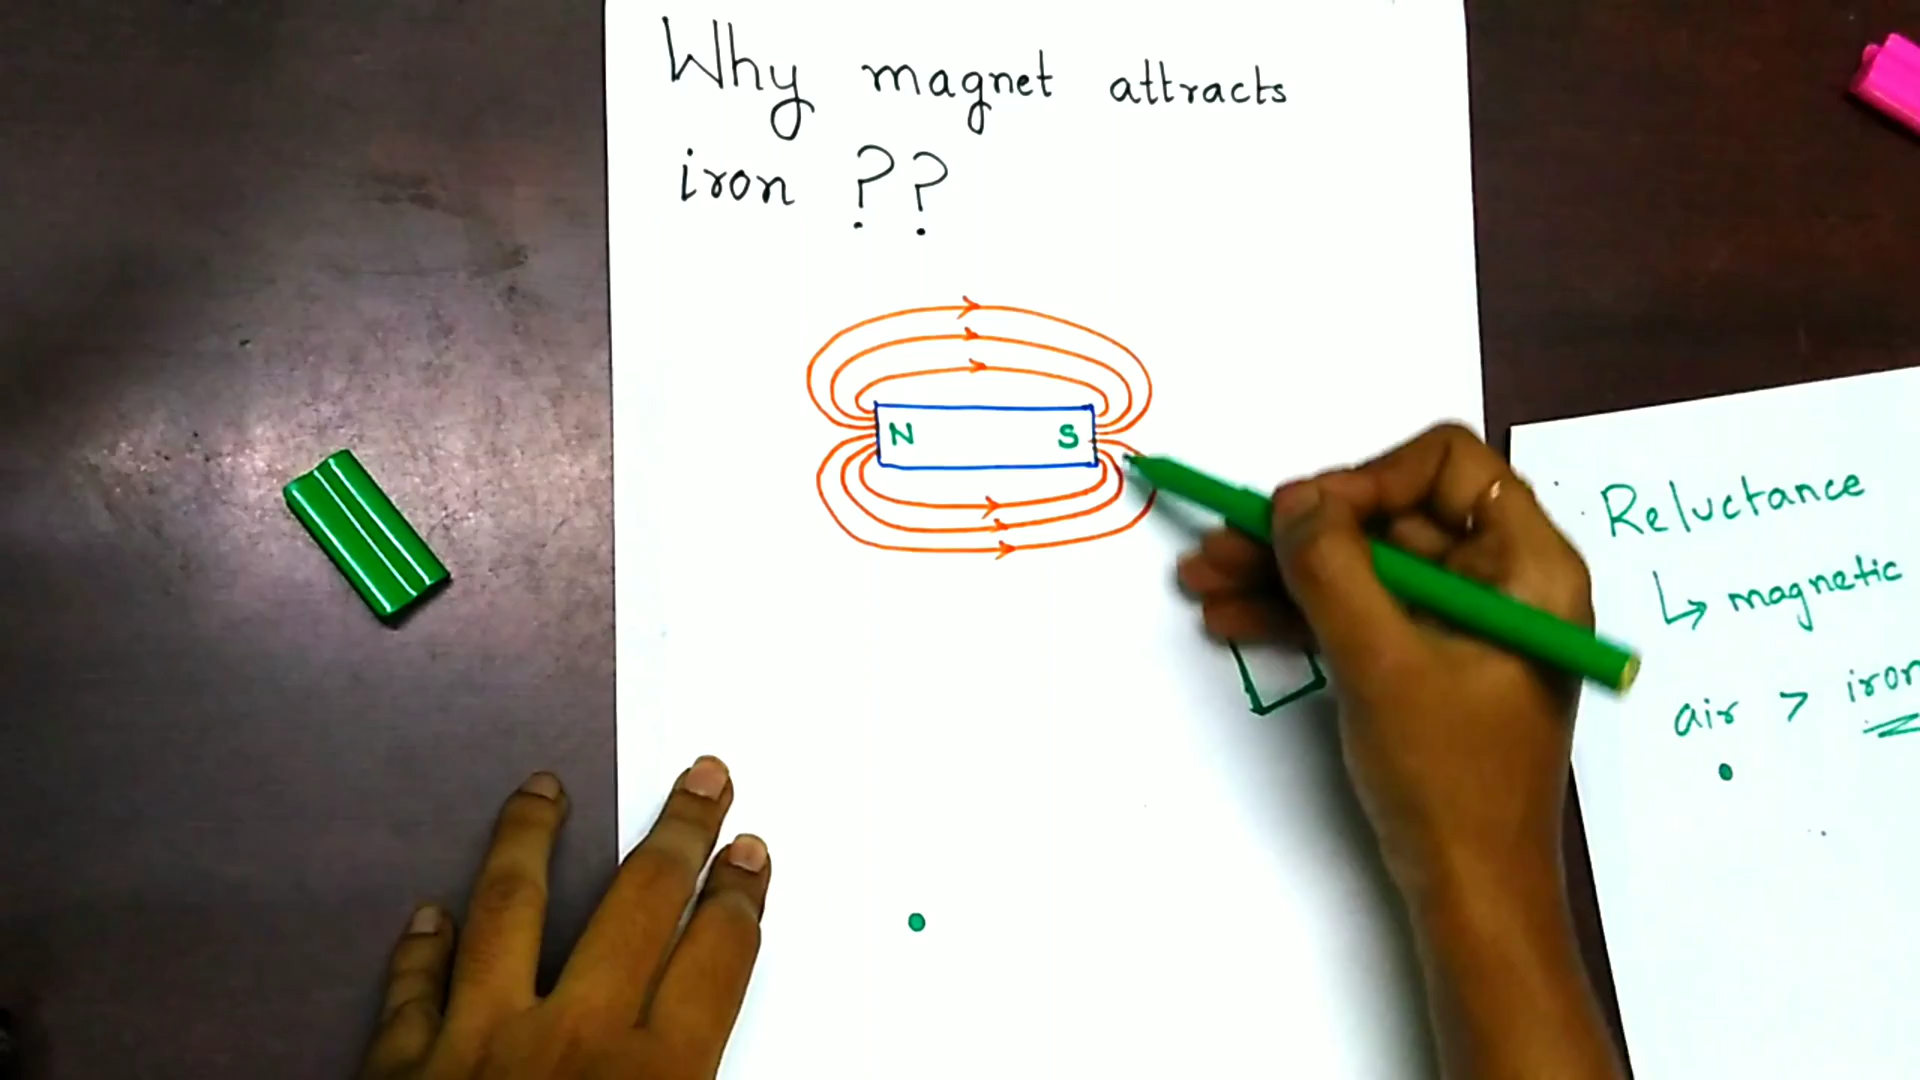 Why magnet attracts
iron ??
N S
Reluctance
↳ magnetic
air > iron